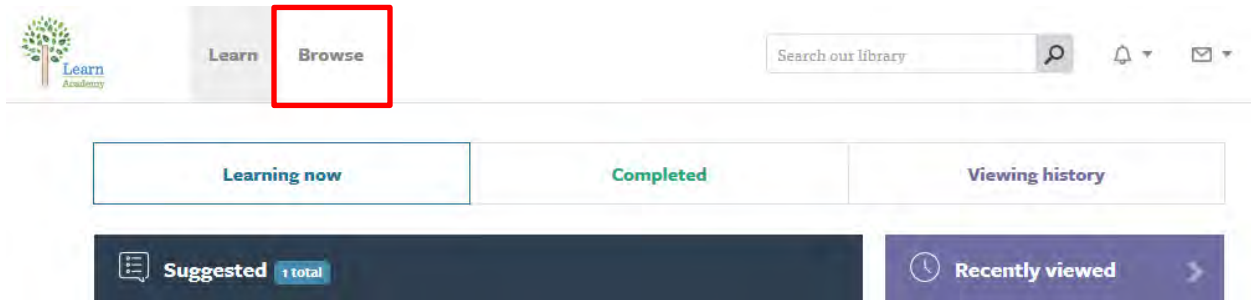 Learn
Academy
Learn
Browse
Search our library
Learning now
Completed
Viewing history
Suggested 1 total
Recently viewed